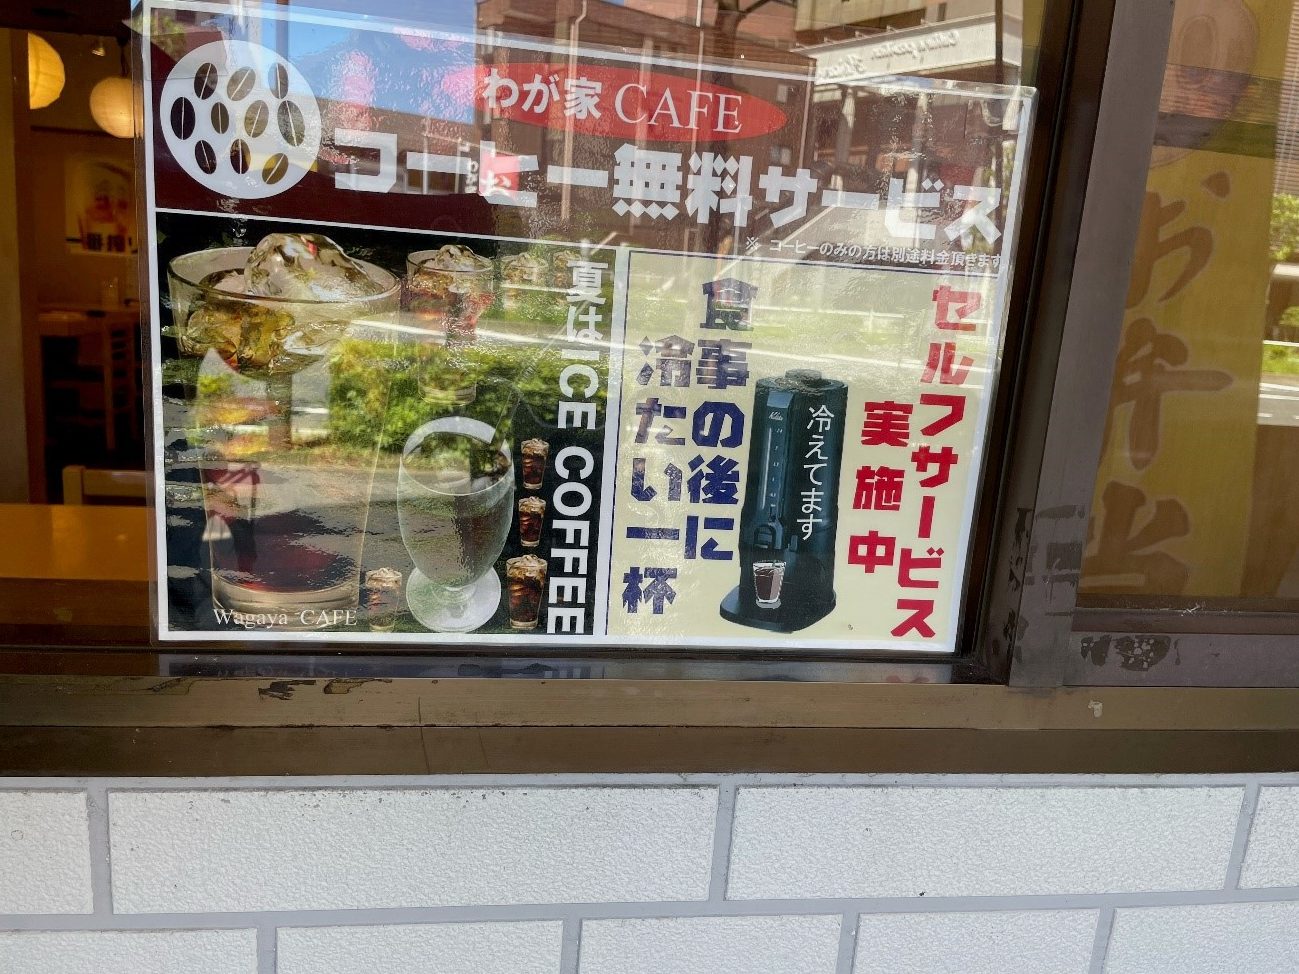 わが家 CAFE
コーヒー無料サービス
※ コーヒーのみの方は別途料金頂きます
夏はICE COFFEE
Wagaya CAFE
セルフサービス
実施中
冷えてます
食事の後に
冷たい一杯
お弁当